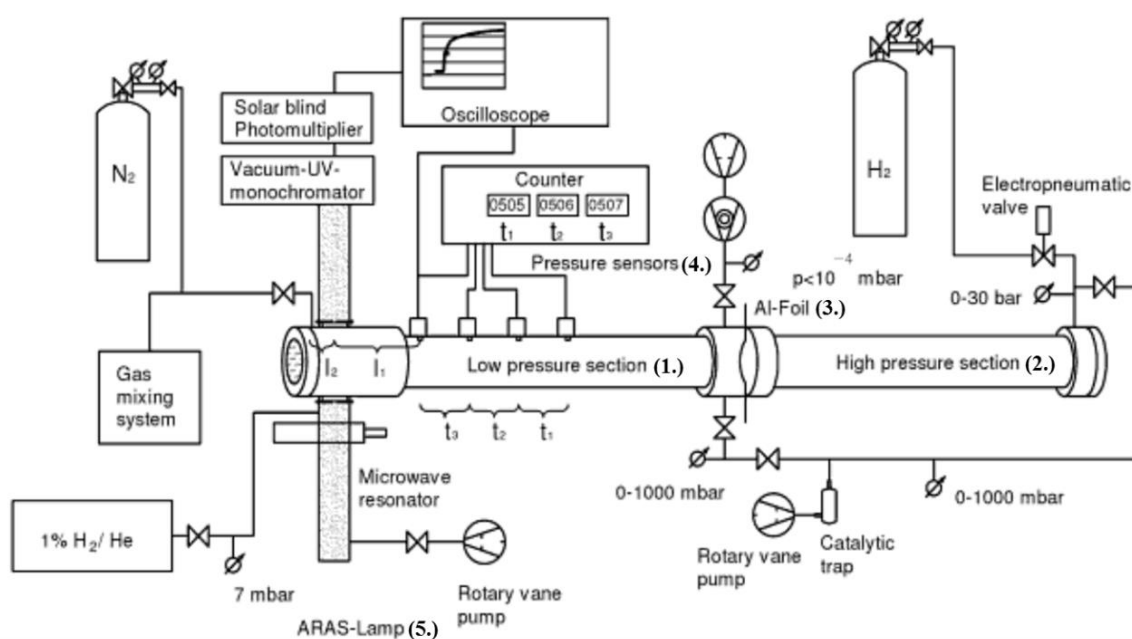 Solar blind
Photomultiplier
Vacuum-UV-
monochromator
Oscilloscope
Counter
0505 0506 0507
t1 t2 t3
Pressure sensors (4.)
N2
H2
Electropneumatic
valve
p<10⁻⁴ mbar
0-30 bar
Al-Foil (3.)
Gas
mixing
system
l2 l1
Low pressure section (1.)
High pressure section (2.)
t3 t2 t1
Microwave
resonator
0-1000 mbar
0-1000 mbar
1% H2/ He
7 mbar
Rotary vane
pump
Rotary vane
pump
Catalytic
trap
ARAS-Lamp (5.)